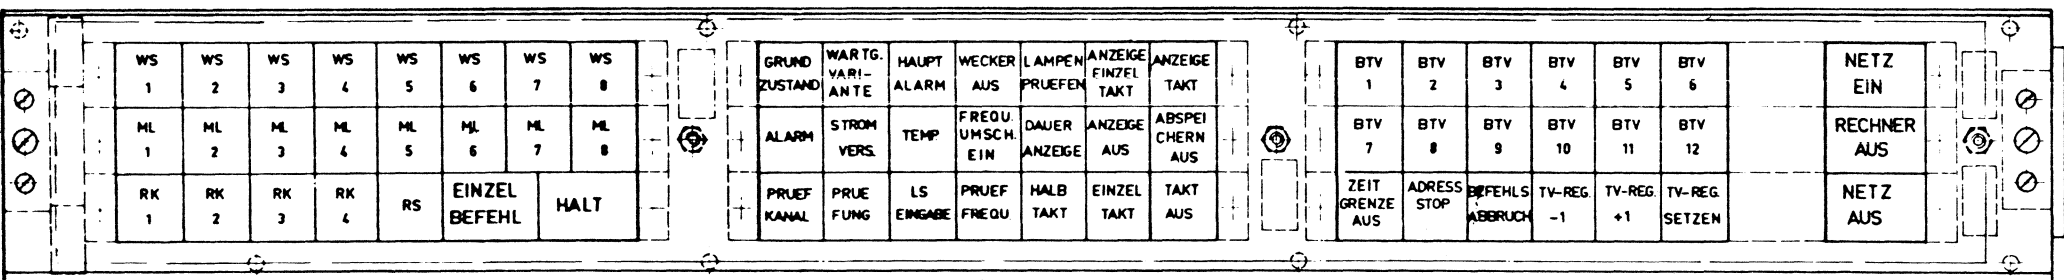 WS WS WS WS WS WS WS WS
1 2 3 4 5 6 7 8
ML ML ML ML ML ML ML ML
1 2 3 4 5 6 7 8
RK RK RK RK RS EINZEL HALT
1 2 3 4 BEFEHL
GRUND WARTG. HAUPT WECKER LAMPEN ANZEIGE ANZEIGE
ZUSTAND VARI- ALARM AUS PRUEFEN EINZEL TAKT
ANTE TAKT
ALARM STROM TEMP FREQU. DAUER ANZEIGE ABSPEI
VERS. UMSCH. ANZEIGE AUS CHERN
EIN AUS
PRUEF PRUE LS PRUEF HALB EINZEL TAKT
KANAL FUNG EINGABE FREQU. TAKT TAKT AUS
BTV BTV BTV BTV BTV BTV NETZ
1 2 3 4 5 6 EIN
BTV BTV BTV BTV BTV BTV RECHNER
7 8 9 10 11 12 AUS
ZEIT ADRESS BEFEHLS TV-REG. TV-REG. TV-REG. NETZ
GRENZE STOP ABBRUCH -1 +1 SETZEN AUS
AUS